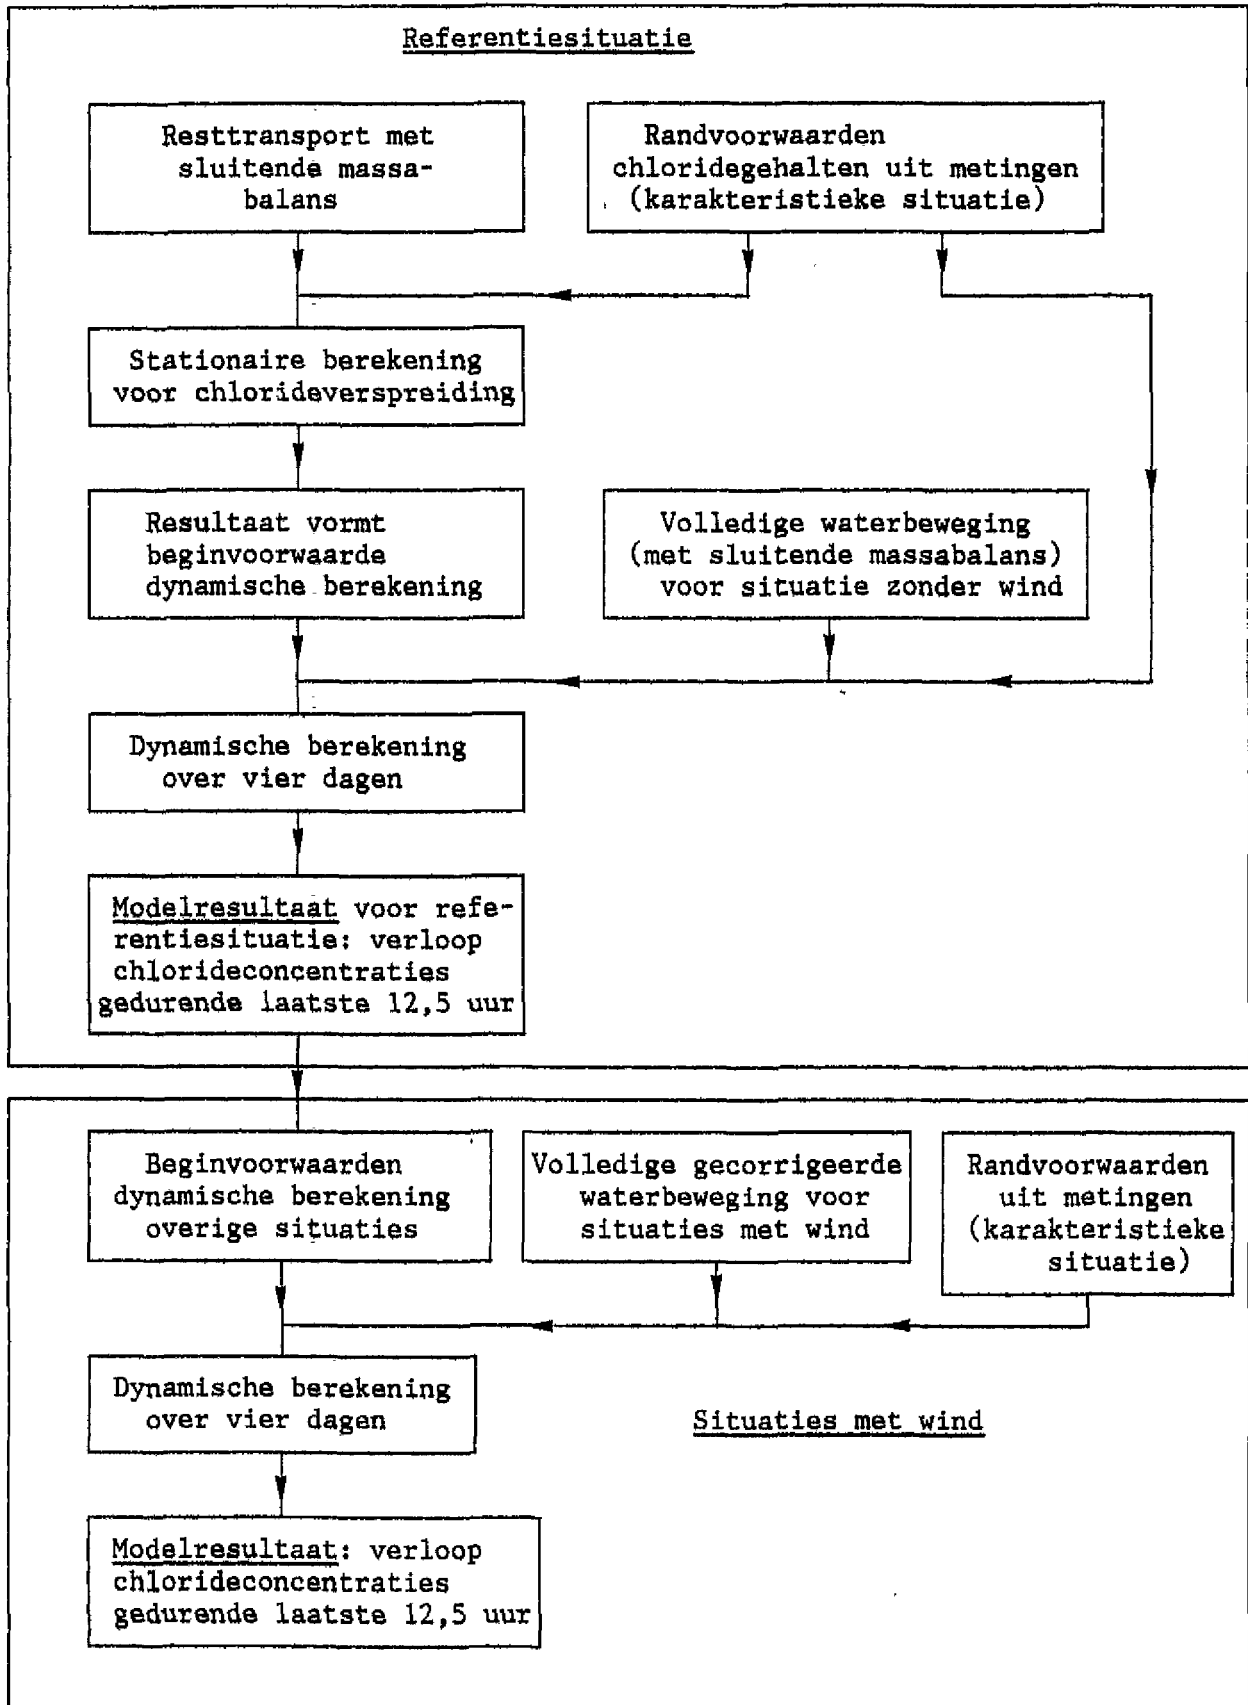 Referentiesituatie
Resttransport met
sluitende massa-
balans
Randvoorwaarden
chloridegehalten uit metingen
(karakteristieke situatie)
Stationaire berekening
voor chlorideverspreiding
Resultaat vormt
beginvoorwaarde
dynamische berekening
Volledige waterbeweging
(met sluitende massabalans)
voor situatie zonder wind
Dynamische berekening
over vier dagen
Modelresultaat voor refe-
rentiesituatie: verloop
chlorideconcentraties
gedurende laatste 12,5 uur
Beginvoorwaarden
dynamische berekening
overige situaties
Volledige gecorrigeerde
waterbeweging voor
situaties met wind
Randvoorwaarden
uit metingen
(karakteristieke
situatie)
Dynamische berekening
over vier dagen
Situaties met wind
Modelresultaat: verloop
chlorideconcentraties
gedurende laatste 12,5 uur